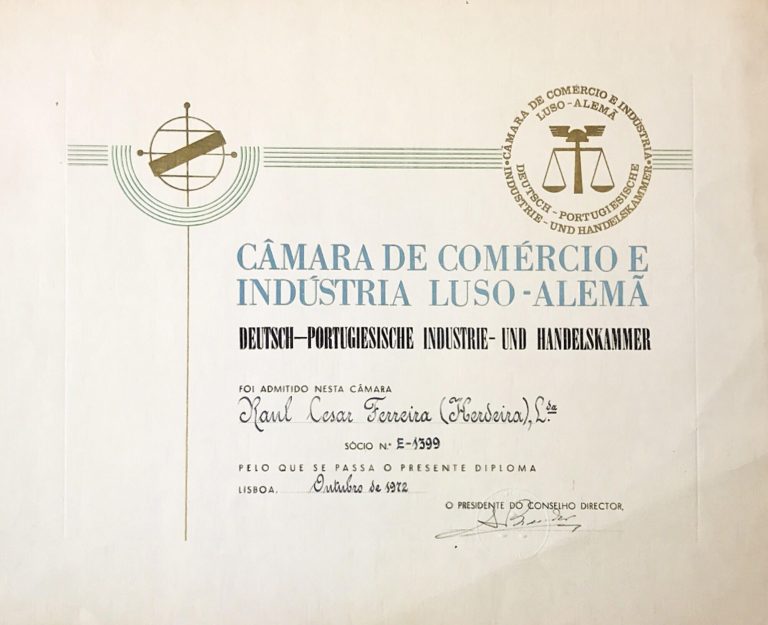 CÂMARA DE COMÉRCIO E INDÚSTRIA
LUSO-ALEMÃ
DEUTSCH-PORTUGIESISCHE
INDUSTRIE-UND HANDELSKAMMER
CÂMARA DE COMÉRCIO E
INDÚSTRIA LUSO-ALEMÃ
DEUTSCH—PORTUGIESISCHE INDUSTRIE- UND HANDELSKAMMER
FOI ADMITIDO NESTA CÂMARA
Raul Cesar Ferreira (Herdeira), L.da
SÓCIO N.º E-1399
PELO QUE SE PASSA O PRESENTE DIPLOMA
LISBOA, Outubro de 1972
O PRESIDENTE DO CONSELHO DIRECTOR,